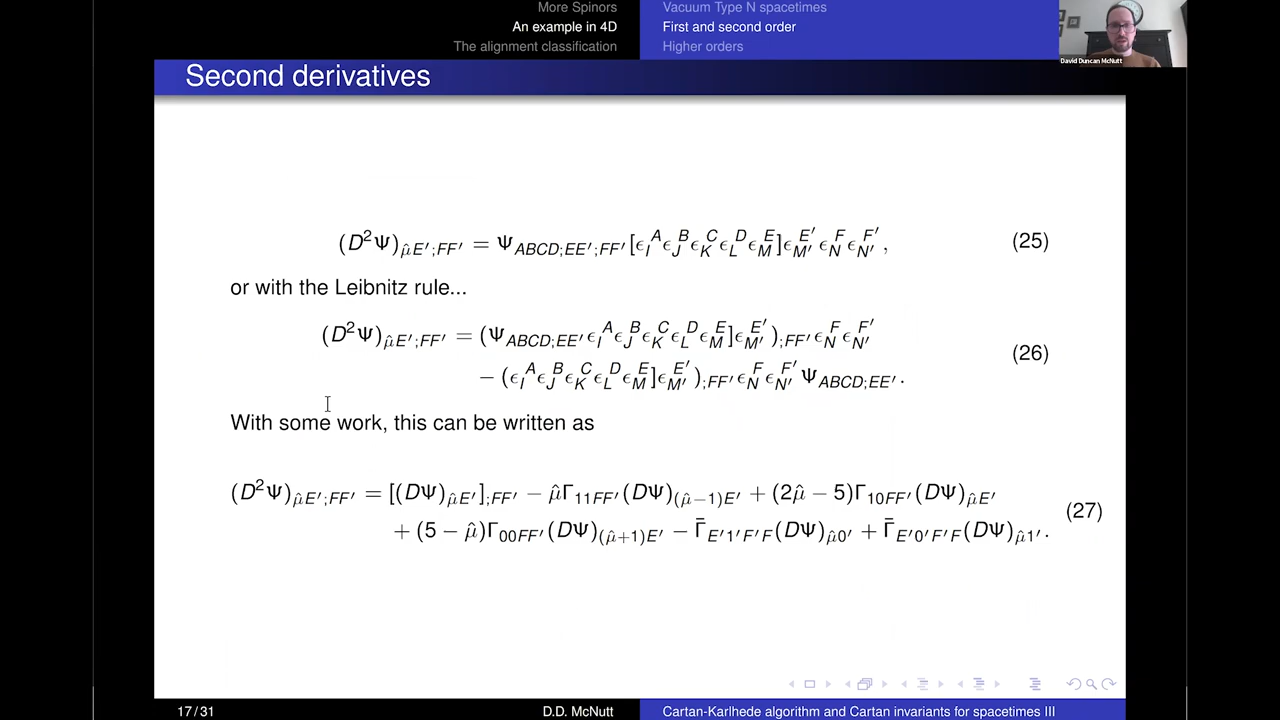 More Spinors
An example in 4D
The alignment classification
Vacuum Type N spacetimes
First and second order
Higher orders
David Duncan McNutt
Second derivatives
(D²Ψ)_{μ̂E′;FF′} = Ψ_{ABCD;EE′;FF′}[ϵ_I^A ϵ_J^B ϵ_K^C ϵ_L^D ϵ_M^E]ϵ_{M′}^{E′} ϵ_N^F ϵ_{N′}^{F′}, (25)
or with the Leibnitz rule...
(D²Ψ)_{μ̂E′;FF′} = (Ψ_{ABCD;EE′} ϵ_I^A ϵ_J^B ϵ_K^C ϵ_L^D ϵ_M^E]ϵ_{M′}^{E′})_{;FF′} ϵ_N^F ϵ_{N′}^{F′}
− (ϵ_I^A ϵ_J^B ϵ_K^C ϵ_L^D ϵ_M^E]ϵ_{M′}^{E′})_{;FF′} ϵ_N^F ϵ_{N′}^{F′} Ψ_{ABCD;EE′}. (26)
With some work, this can be written as
(D²Ψ)_{μ̂E′;FF′} = [(DΨ)_{μ̂E′}]_{;FF′} − μ̂Γ_{11FF′}(DΨ)_{(μ̂−1)E′} + (2μ̂ − 5)Γ_{10FF′}(DΨ)_{μ̂E′}
+ (5 − μ̂)Γ_{00FF′}(DΨ)_{(μ̂+1)E′} − Γ̄_{E′1′F′F}(DΨ)_{μ̂0′} + Γ̄_{E′0′F′F}(DΨ)_{μ̂1′}. (27)
17/31
D.D. McNutt
Cartan-Karlhede algorithm and Cartan invariants for spacetimes III